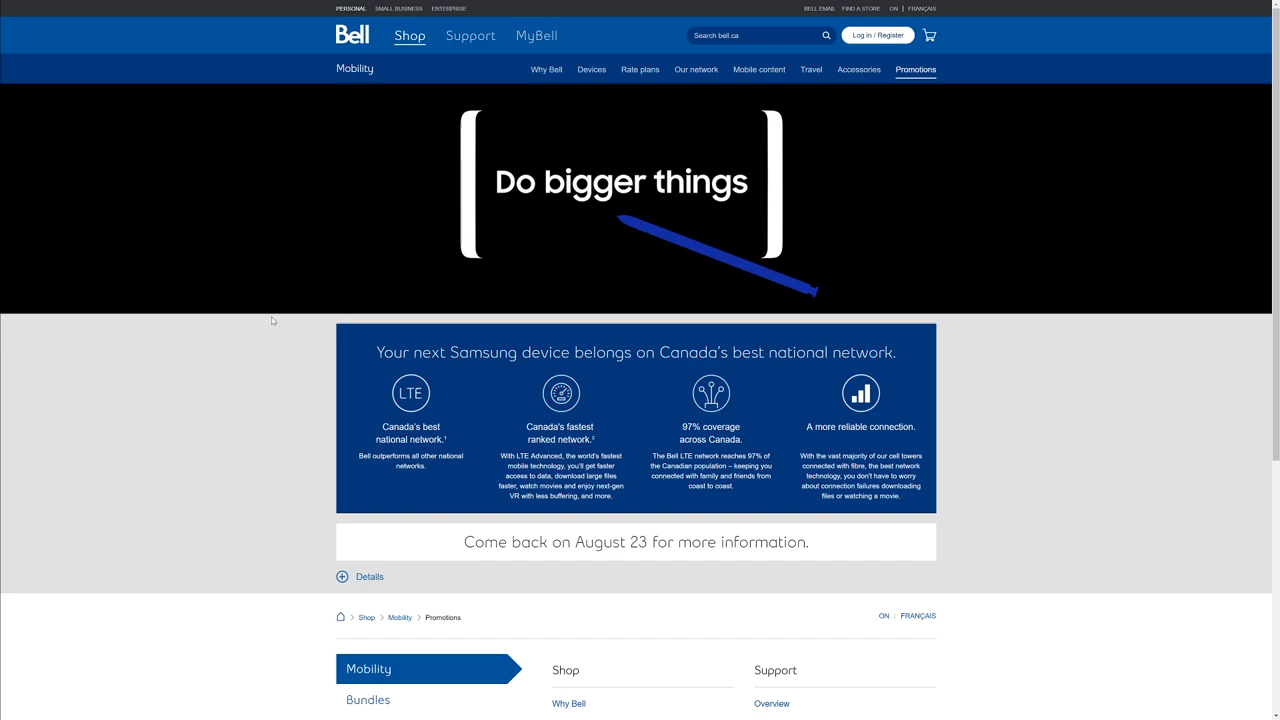 PERSONAL SMALL BUSINESS ENTERPRISE BELL EMAIL FIND A STORE ON | FRANÇAIS
Bell Shop Support MyBell Search bell.ca Log in / Register
Mobility Why Bell Devices Rate plans Our network Mobile content Travel Accessories Promotions
Do bigger things
Your next Samsung device belongs on Canada's best national network.
LTE
Canada's best
national network.¹
Bell outperforms all other national
networks.
Canada's fastest
ranked network.²
With LTE Advanced, the world's fastest
mobile technology, you'll get faster
access to data, download large files
faster, watch movies and enjoy next-gen
VR with less buffering, and more.
97% coverage
across Canada.
The Bell LTE network reaches 97% of
the Canadian population – keeping you
connected with family and friends from
coast to coast.
A more reliable connection.
With the vast majority of our cell towers
connected with fibre, the best network
technology, you don't have to worry
about connection failures downloading
files or watching a movie.
Come back on August 23 for more information.
Details
Shop Mobility Promotions ON | FRANÇAIS
Mobility
Bundles
Shop
Why Bell
Support
Overview